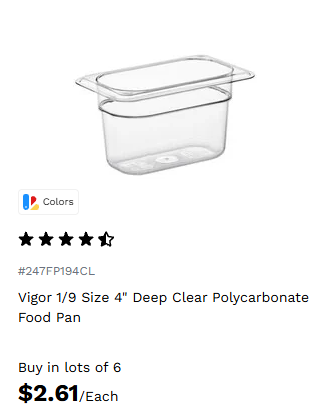 Colors
#247FP194CL
Vigor 1/9 Size 4" Deep Clear Polycarbonate
Food Pan
Buy in lots of 6
$2.61/Each